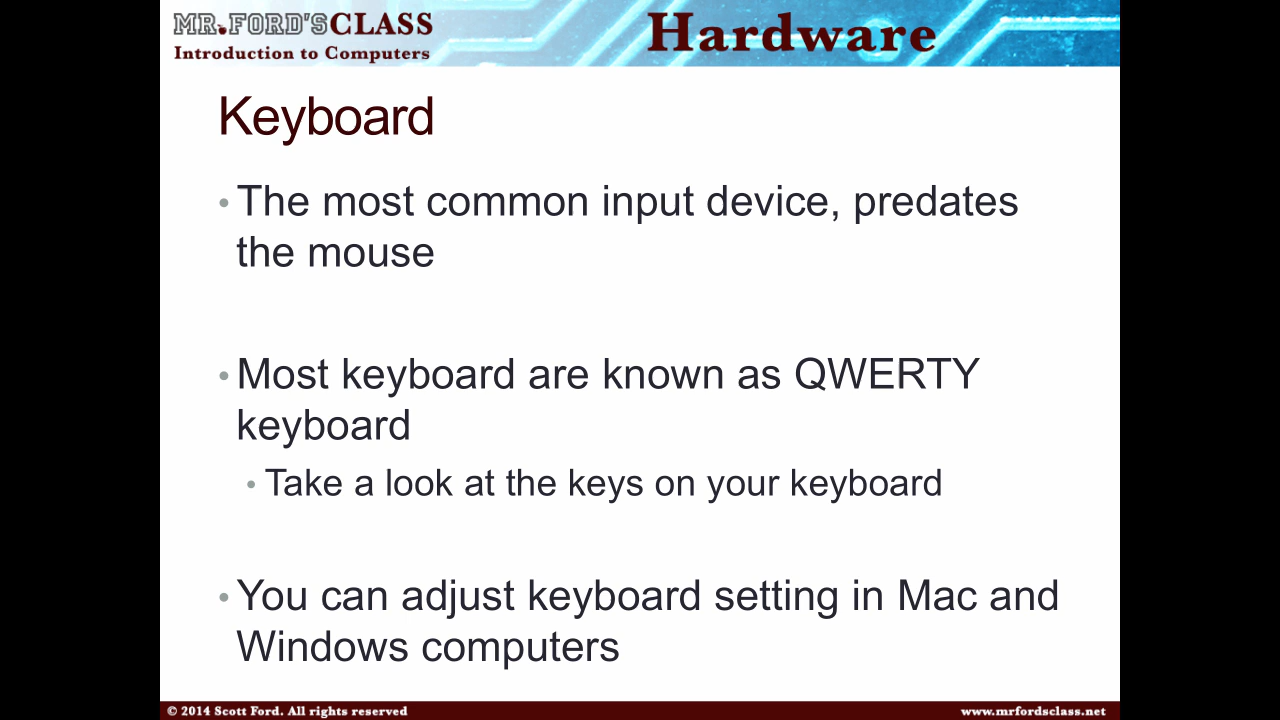 MR.FORD'SCLASS
Introduction to Computers
Hardware
Keyboard
• The most common input device, predates
the mouse
• Most keyboard are known as QWERTY
keyboard
• Take a look at the keys on your keyboard
• You can adjust keyboard setting in Mac and
Windows computers
© 2014 Scott Ford. All rights reserved
www.mrfordsclass.net